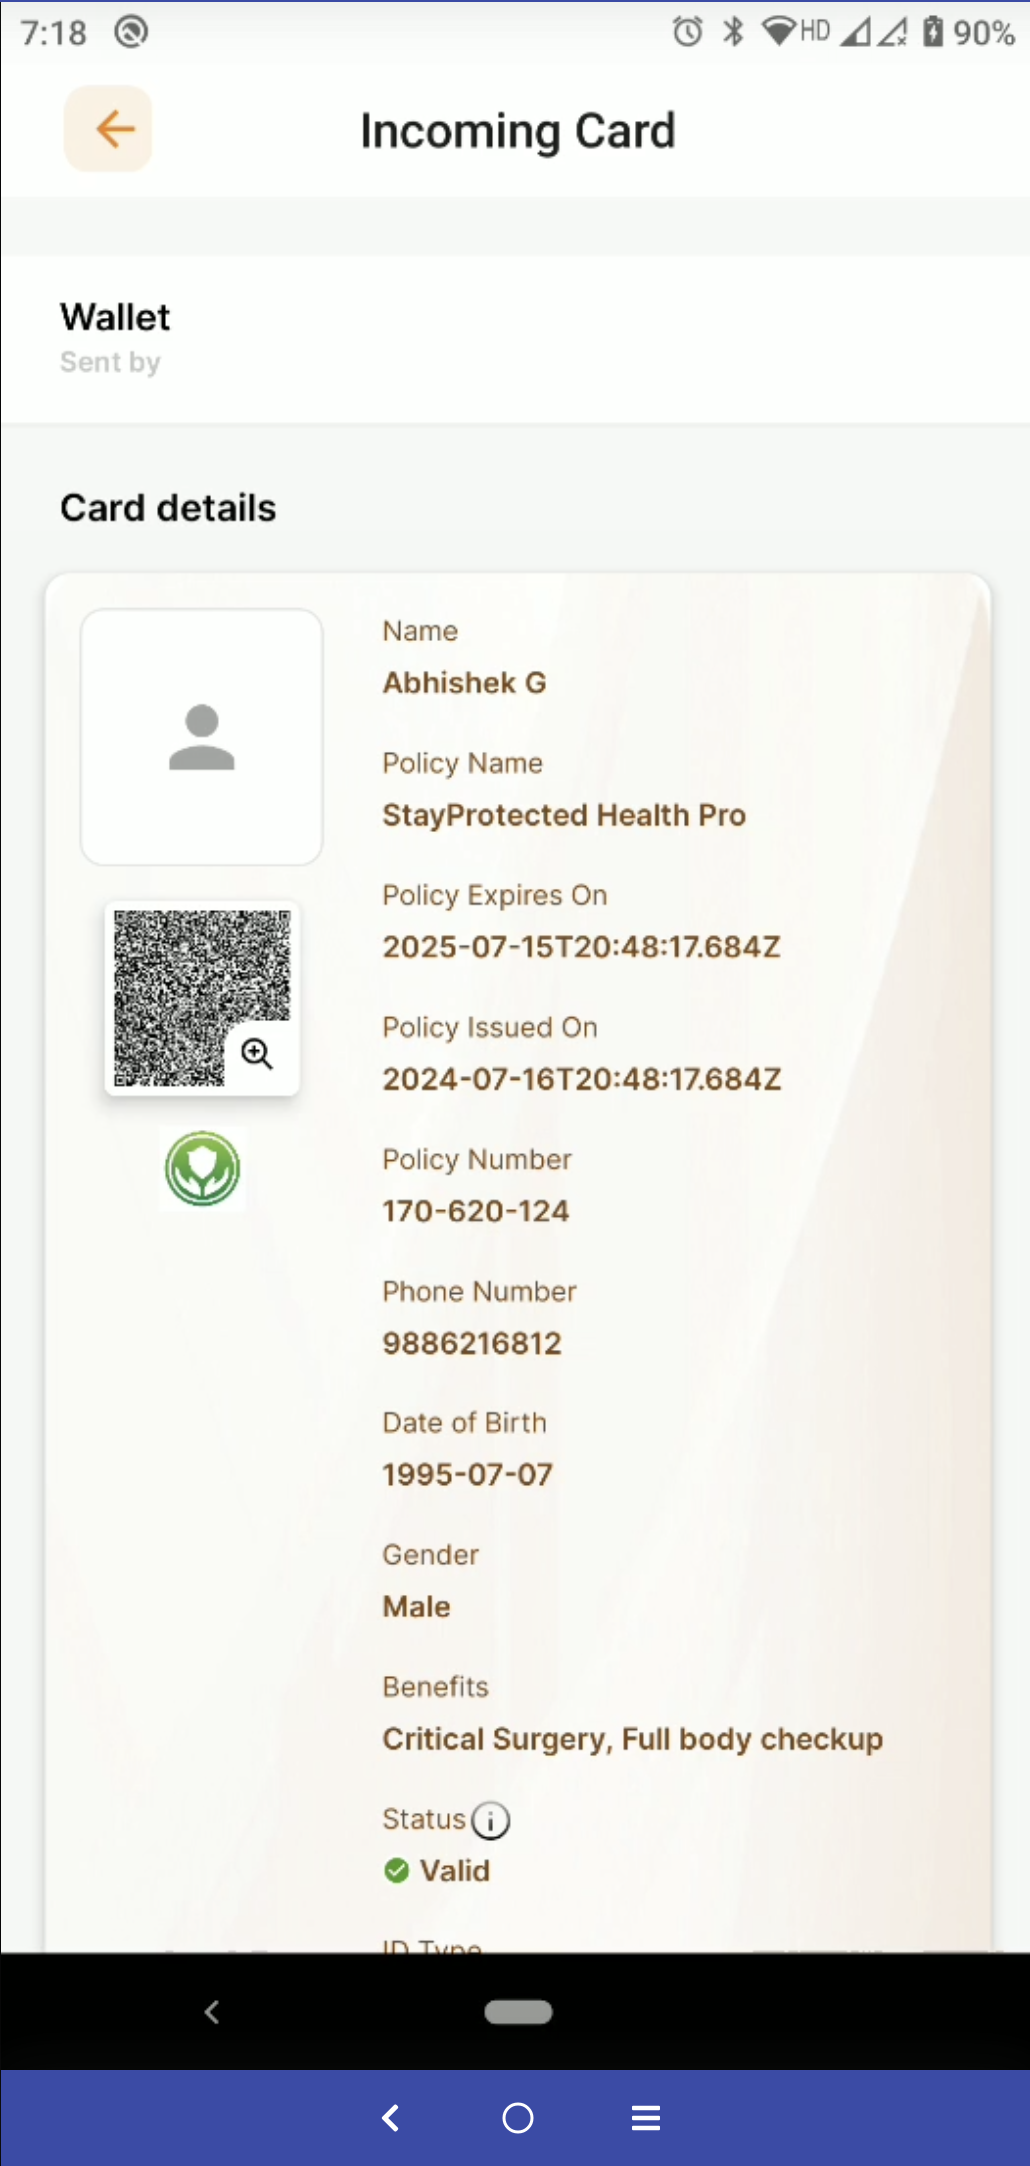 7:18
HD
90%
Incoming Card
Wallet
Sent by
Card details
Name
Abhishek G
Policy Name
StayProtected Health Pro
Policy Expires On
2025-07-15T20:48:17.684Z
Policy Issued On
2024-07-16T20:48:17.684Z
Policy Number
170-620-124
Phone Number
9886216812
Date of Birth
1995-07-07
Gender
Male
Benefits
Critical Surgery, Full body checkup
Status
Valid
ID Type